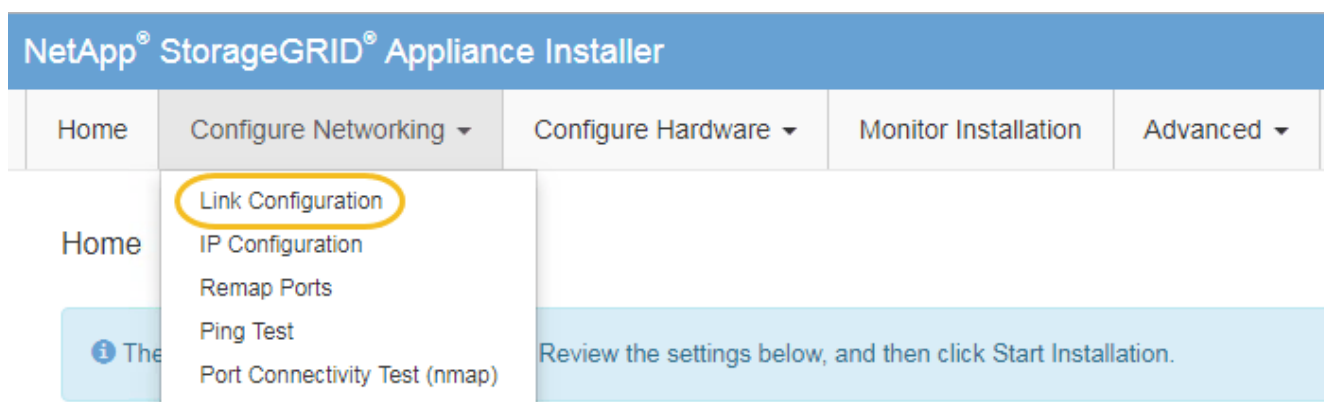 NetApp® StorageGRID® Appliance Installer
Home Configure Networking Configure Hardware Monitor Installation Advanced
Link Configuration
Home
IP Configuration
Remap Ports
Ping Test
The Review the settings below, and then click Start Installation.
Port Connectivity Test (nmap)